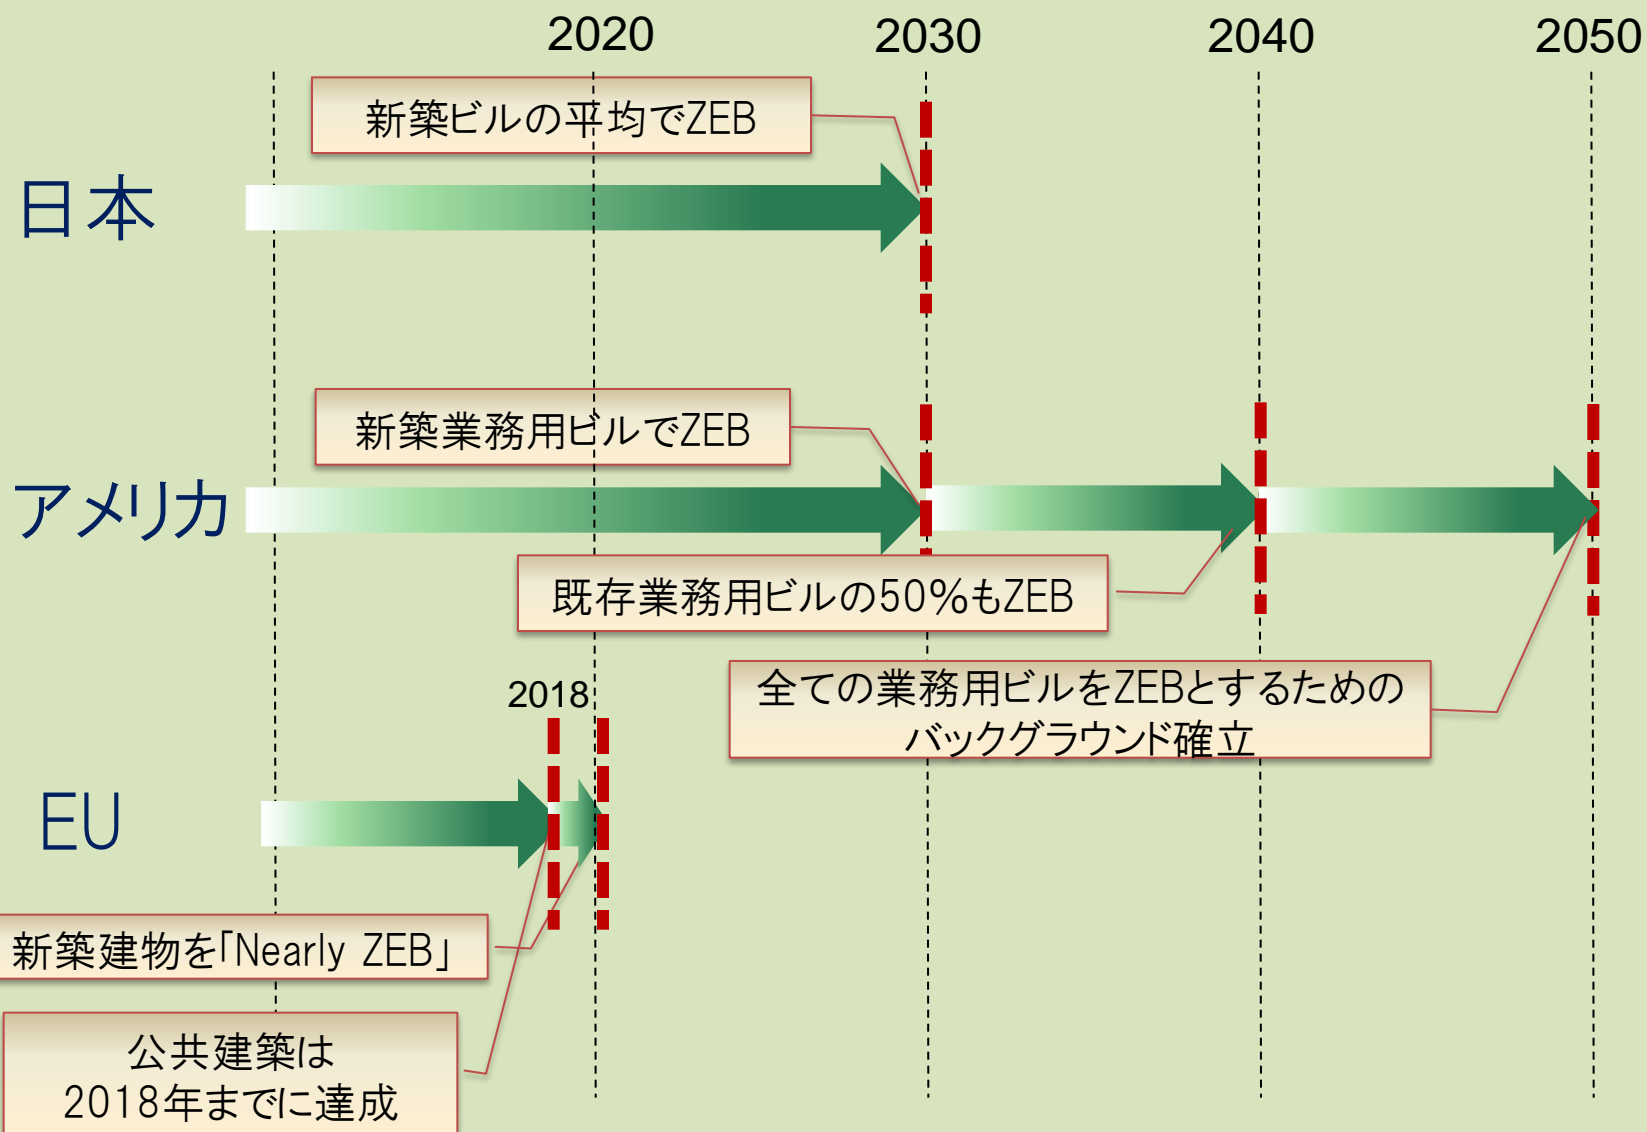 2020
2030
2040
2050
新築ビルの平均でZEB
日本
新築業務用ビルでZEB
アメリカ
既存業務用ビルの50%もZEB
全ての業務用ビルをZEBとするための
バックグラウンド確立
2018
EU
新築建物を「Nearly ZEB」
公共建築は
2018年までに達成